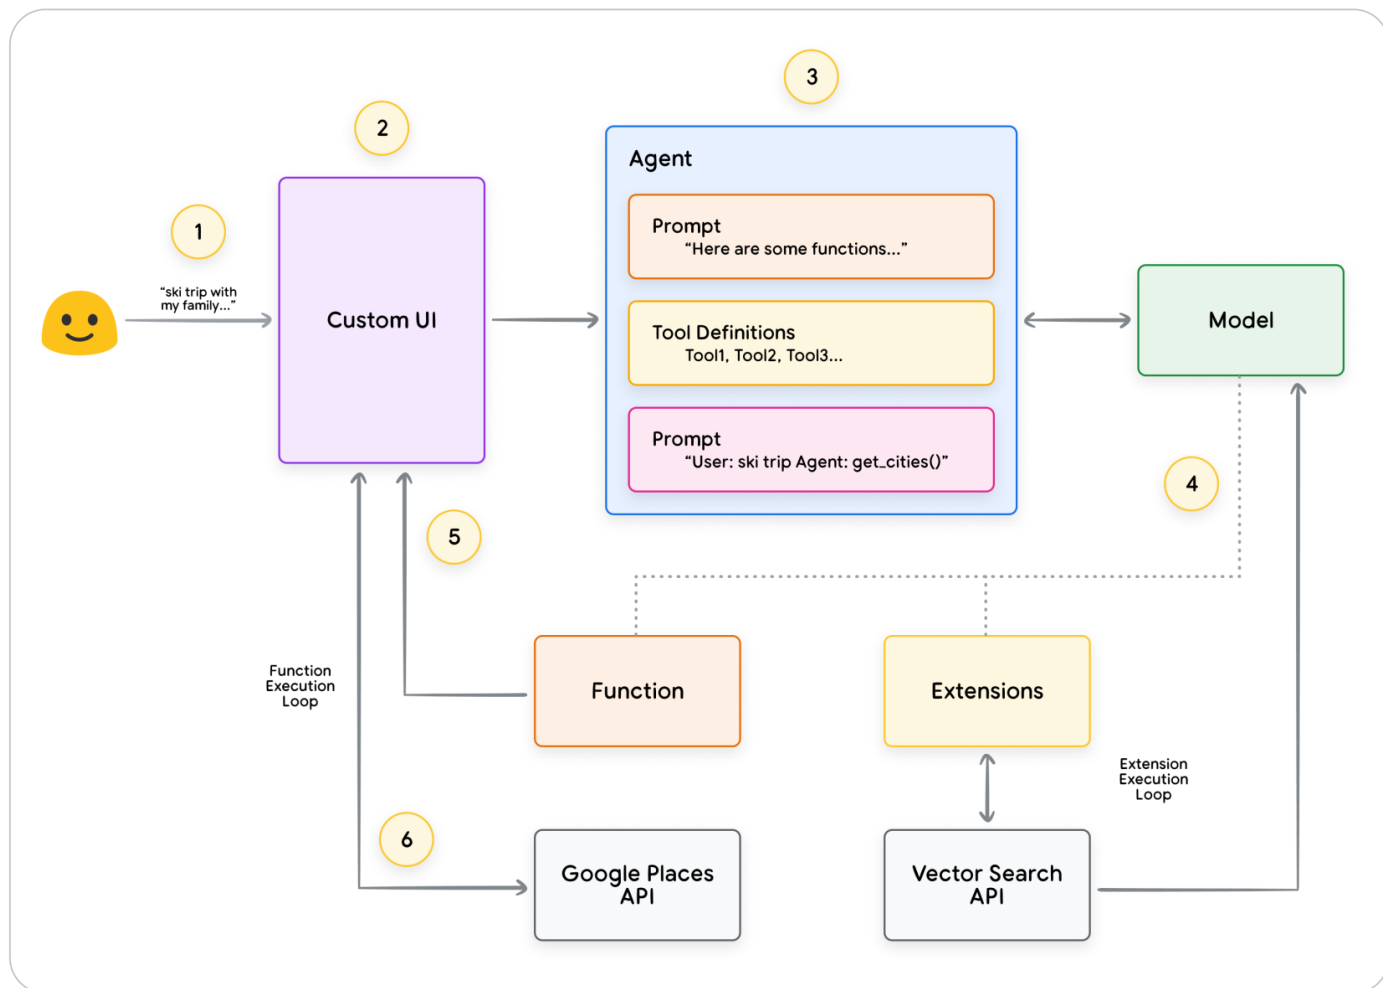 3
2
Agent
1
Prompt
“Here are some functions...”
“ski trip with
my family...”
Custom UI
Tool Definitions
Tool1, Tool2, Tool3...
Model
Prompt
“User: ski trip Agent: get_cities()”
4
5
Function
Execution
Loop
Function
Extensions
Extension
Execution
Loop
6
Google Places
API
Vector Search
API